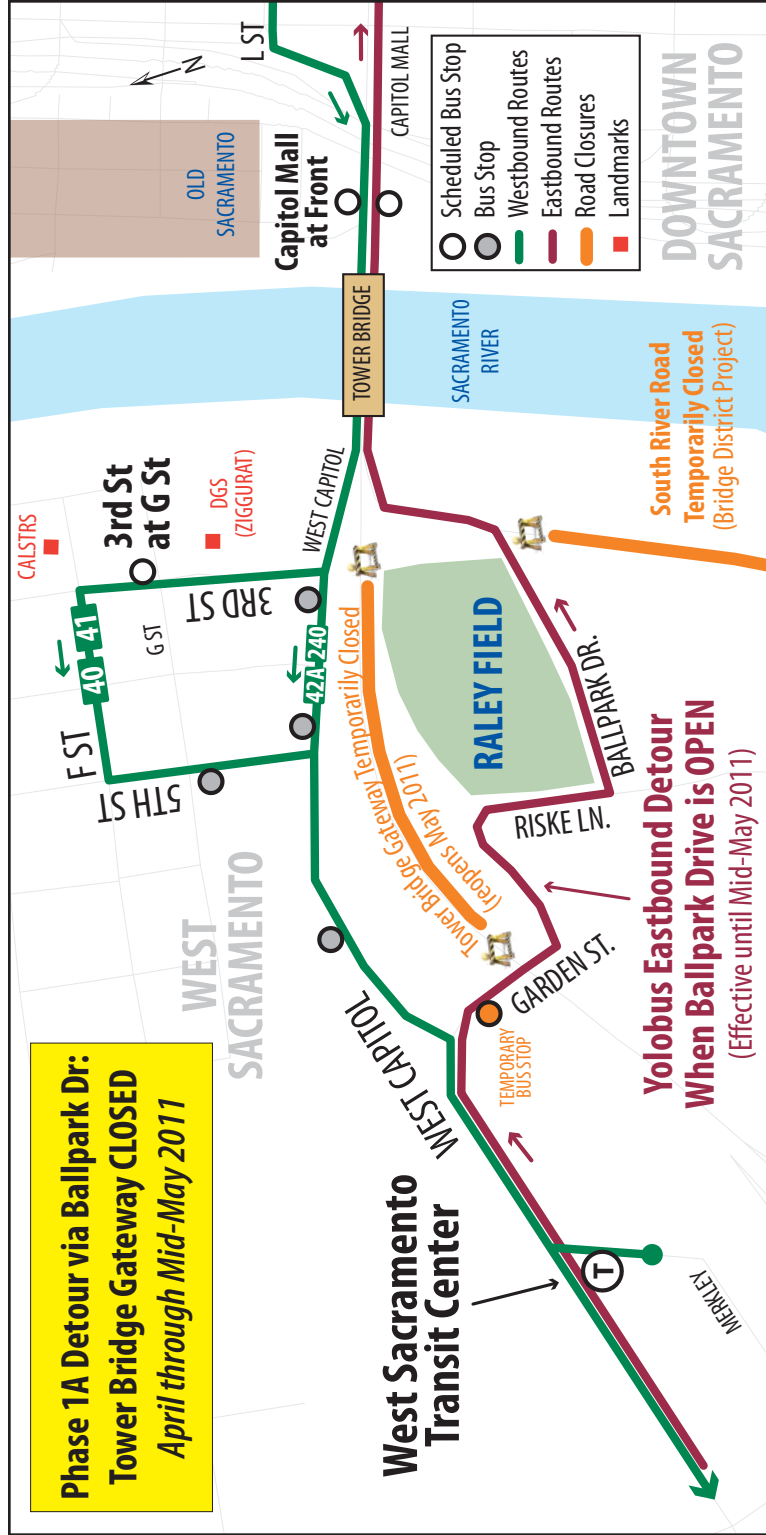 Phase 1A Detour via Ballpark Dr:
Tower Bridge Gateway CLOSED
April through Mid-May 2011
WEST
SACRAMENTO
F ST
40 - 41
CALSTRS
3rd St
at G St
DGS
(ZIGGURAT)
G ST
5TH ST
3RD ST
42A-240
WEST CAPITOL
OLD
SACRAMENTO
N
L ST
Capitol Mall
at Front
CAPITOL MALL
TOWER BRIDGE
SACRAMENTO
RIVER
Scheduled Bus Stop
Bus Stop
Westbound Routes
Eastbound Routes
Road Closures
Landmarks
DOWNTOWN
SACRAMENTO
West Sacramento
Transit Center
T
MERKLEY
WEST CAPITOL
TEMPORARY
BUS STOP
GARDEN ST.
Tower Bridge Gateway Temporarily Closed
(reopens May 2011)
RALEY FIELD
RISKE LN.
BALLPARK DR.
Yolobus Eastbound Detour
When Ballpark Drive is OPEN
(Effective until Mid-May 2011)
South River Road
Temporarily Closed
(Bridge District Project)